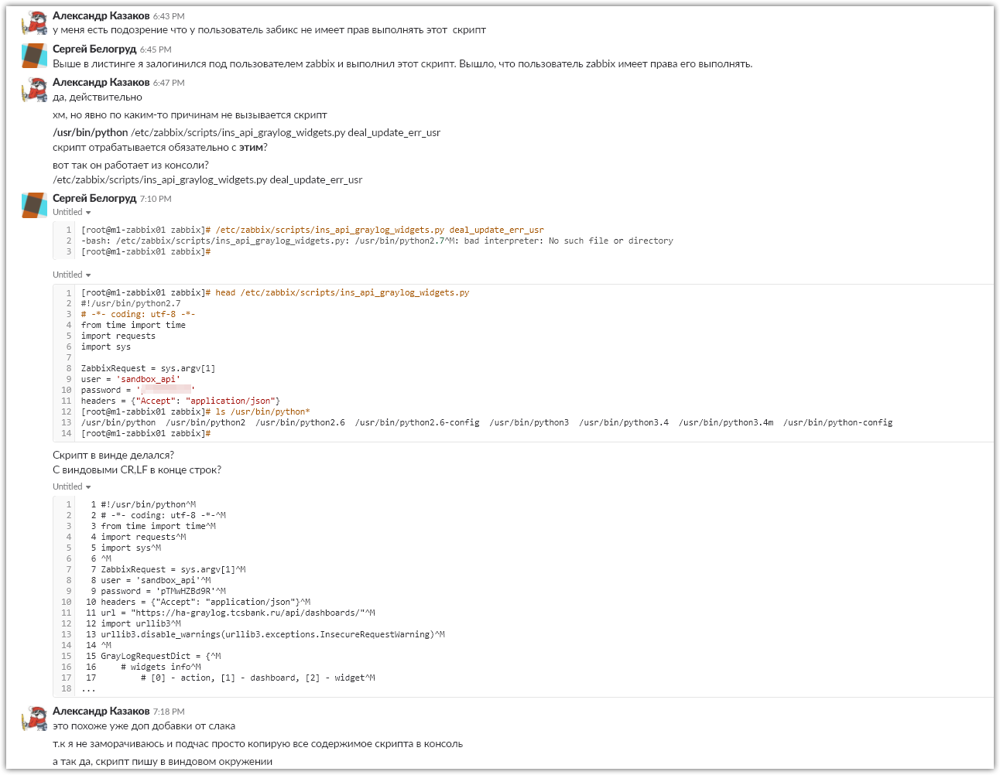 Александр Казаков 6:43 PM
у меня есть подозрение что у пользователь забикс не имеет прав выполнять этот скрипт
Сергей Белогруд 6:45 PM
Выше в листинге я залогинился под пользователем zabbix и выполнил этот скрипт. Вышло, что пользователь zabbix имеет права его выполнять.
Александр Казаков 6:47 PM
да, действительно
хм, но явно по каким-то причинам не вызывается скрипт
/usr/bin/python /etc/zabbix/scripts/ins_api_graylog_widgets.py deal_update_err_usr
скрипт отрабатывается обязательно с этим?
вот так он работает из консоли?
/etc/zabbix/scripts/ins_api_graylog_widgets.py deal_update_err_usr
Сергей Белогруд 7:10 PM
Untitled
1 [root@m1-zabbix01 zabbix]# /etc/zabbix/scripts/ins_api_graylog_widgets.py deal_update_err_usr
2 -bash: /etc/zabbix/scripts/ins_api_graylog_widgets.py: /usr/bin/python2.7^M: bad interpreter: No such file or directory
3 [root@m1-zabbix01 zabbix]#
Untitled
1 [root@m1-zabbix01 zabbix]# head /etc/zabbix/scripts/ins_api_graylog_widgets.py
2 #!/usr/bin/python2.7
3 # -*- coding: utf-8 -*-
4 from time import time
5 import requests
6 import sys
7
8 ZabbixRequest = sys.argv[1]
9 user = 'sandbox_api'
10 password = ' '
11 headers = {"Accept": "application/json"}
12 [root@m1-zabbix01 zabbix]# ls /usr/bin/python*
13 /usr/bin/python /usr/bin/python2 /usr/bin/python2.6 /usr/bin/python2.6-config /usr/bin/python3 /usr/bin/python3.4 /usr/bin/python3.4m /usr/bin/python-config
14 [root@m1-zabbix01 zabbix]#
Скрипт в винде делался?
С виндовыми CR,LF в конце строк?
Untitled
1 1 #!/usr/bin/python^M
2 2 # -*- coding: utf-8 -*-^M
3 3 from time import time^M
4 4 import requests^M
5 5 import sys^M
6 6 ^M
7 7 ZabbixRequest = sys.argv[1]^M
8 8 user = 'sandbox_api'^M
9 9 password = 'pTMwHZBd9R'^M
10 10 headers = {"Accept": "application/json"}^M
11 11 url = "https://ha-graylog.tcsbank.ru/api/dashboards/"^M
12 12 import urllib3^M
13 13 urllib3.disable_warnings(urllib3.exceptions.InsecureRequestWarning)^M
14 14 ^M
15 15 GrayLogRequestDict = {^M
16 16 # widgets info^M
17 17 # [0] - action, [1] - dashboard, [2] - widget^M
18 ...
Александр Казаков 7:18 PM
это похоже уже доп добавки от слака
т.к я не заморачиваюсь и подчас просто копирую все содержимое скрипта в консоль
а так да, скрипт пишу в виндовом окружении